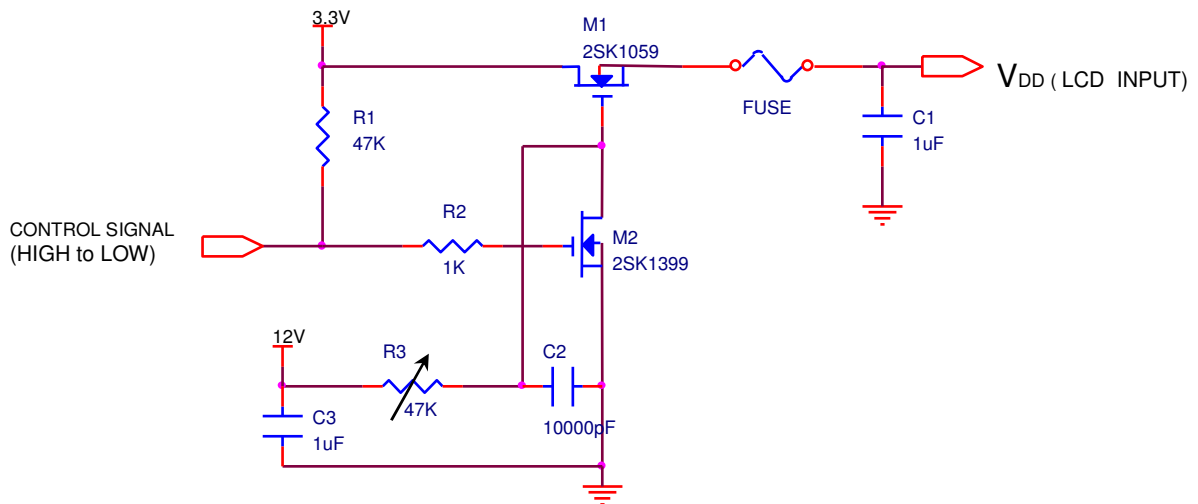 3.3V
M1
2SK1059
FUSE
VDD ( LCD INPUT)
R1
47K
C1
1uF
CONTROL SIGNAL
(HIGH to LOW)
R2
1K
M2
2SK1399
12V
R3
47K
C2
10000pF
C3
1uF